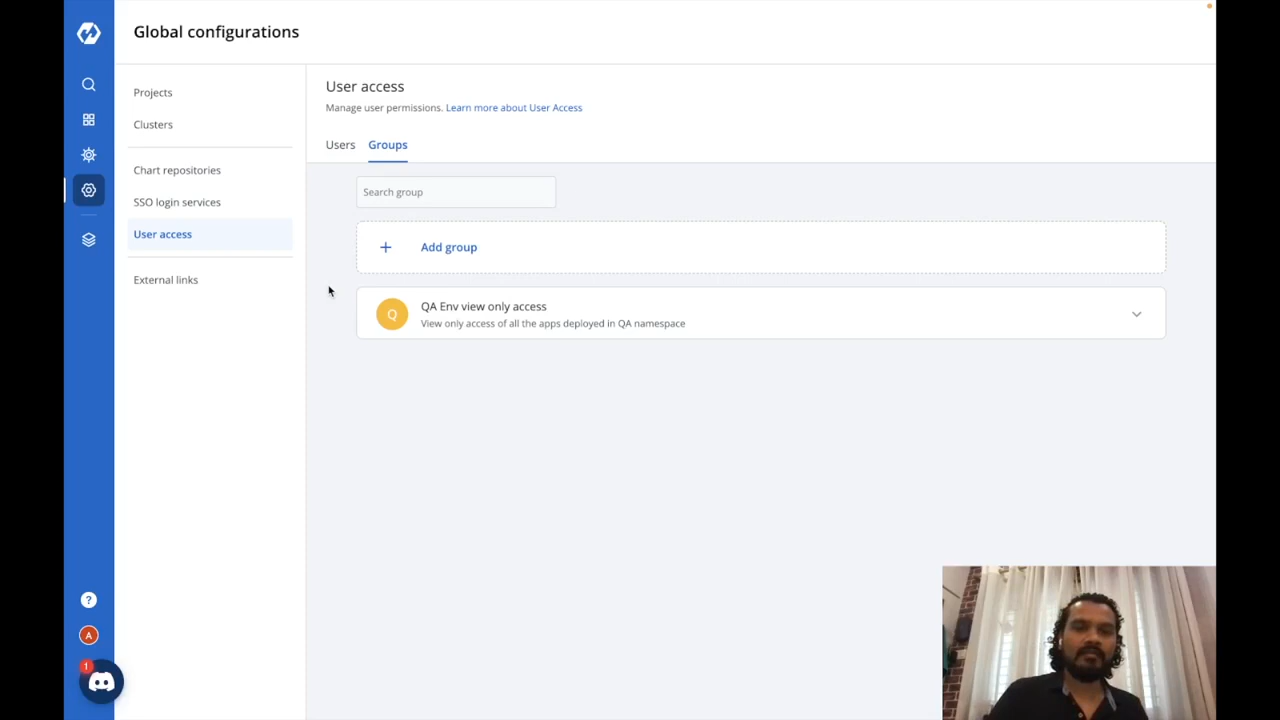 Global configurations
Projects
Clusters
Chart repositories
SSO login services
User access
External links
User access
Manage user permissions. Learn more about User Access
Users
Groups
Search group
+ Add group
Q
QA Env view only access
View only access of all the apps deployed in QA namespace
?
A
1